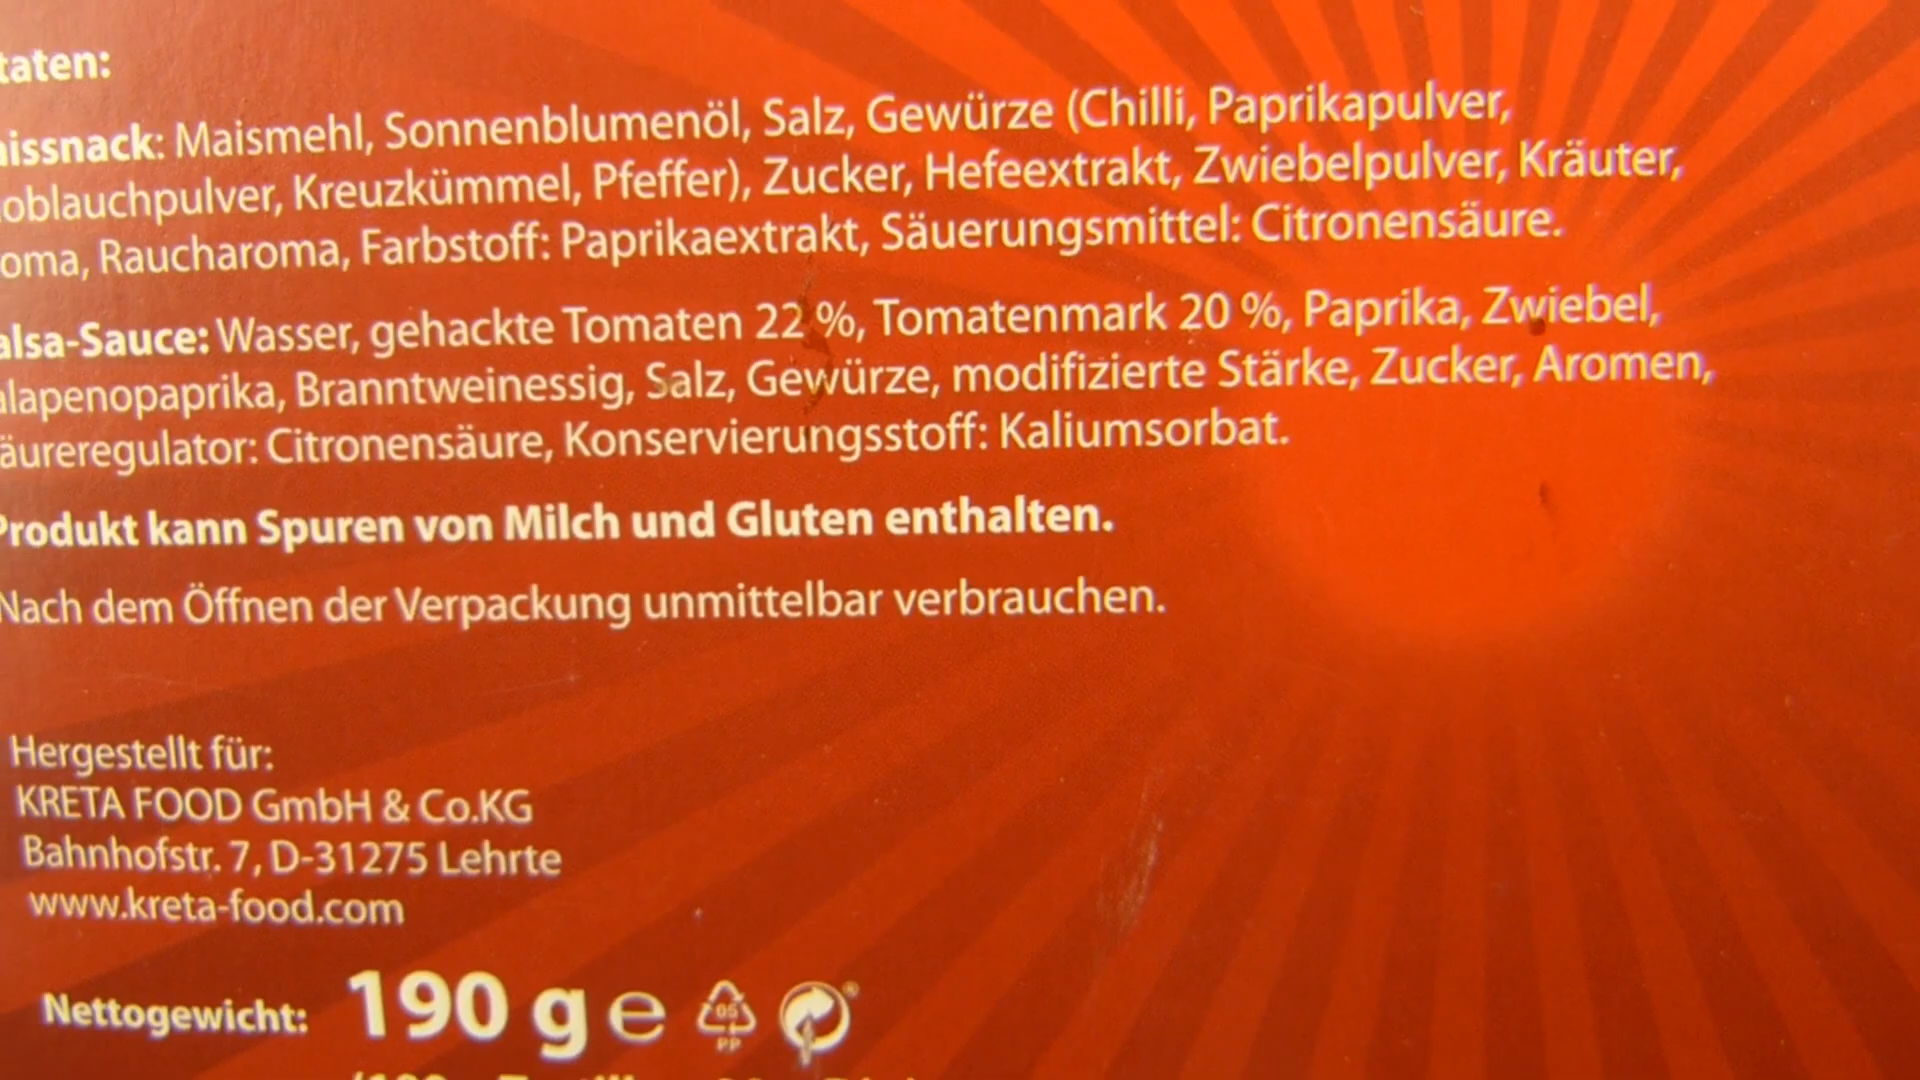 taten:
aissnack: Maismehl, Sonnenblumenöl, Salz, Gewürze (Chilli, Paprikapulver,
oblauchpulver, Kreuzkümmel, Pfeffer), Zucker, Hefeextrakt, Zwiebelpulver, Kräuter,
oma, Raucharoma, Farbstoff: Paprikaextrakt, Säuerungsmittel: Citronensäure.
alsa-Sauce: Wasser, gehackte Tomaten 22 %, Tomatenmark 20 %, Paprika, Zwiebel,
alapenopaprika, Branntweinessig, Salz, Gewürze, modifizierte Stärke, Zucker, Aromen,
äureregulator: Citronensäure, Konservierungsstoff: Kaliumsorbat.
Produkt kann Spuren von Milch und Gluten enthalten.
Nach dem Öffnen der Verpackung unmittelbar verbrauchen.
Hergestellt für:
KRETA FOOD GmbH & Co.KG
Bahnhofstr. 7, D-31275 Lehrte
www.kreta-food.com
Nettogewicht: 190 g e 05 PP ®